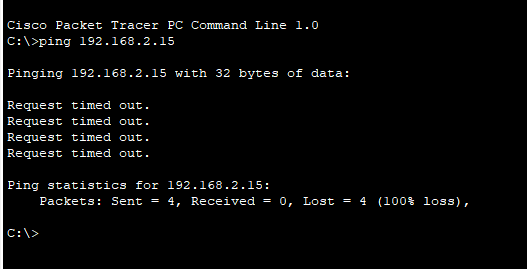 Cisco Packet Tracer PC Command Line 1.0
C:\>ping 192.168.2.15
Pinging 192.168.2.15 with 32 bytes of data:
Request timed out.
Request timed out.
Request timed out.
Request timed out.
Ping statistics for 192.168.2.15:
    Packets: Sent = 4, Received = 0, Lost = 4 (100% loss),
C:\>